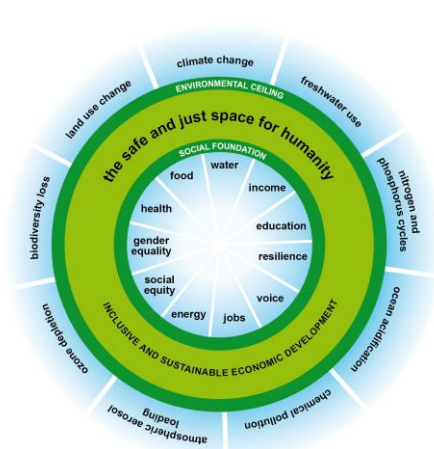 climate change
freshwater use
nitrogen and
phosphorus cycles
ocean acidification
chemical pollution
atmospheric aerosol
loading
ozone depletion
biodiversity loss
land use change
ENVIRONMENTAL CEILING
the safe and just space for humanity
SOCIAL FOUNDATION
water
income
education
resilience
voice
jobs
energy
social
equity
gender
equality
health
food
INCLUSIVE AND SUSTAINABLE ECONOMIC DEVELOPMENT